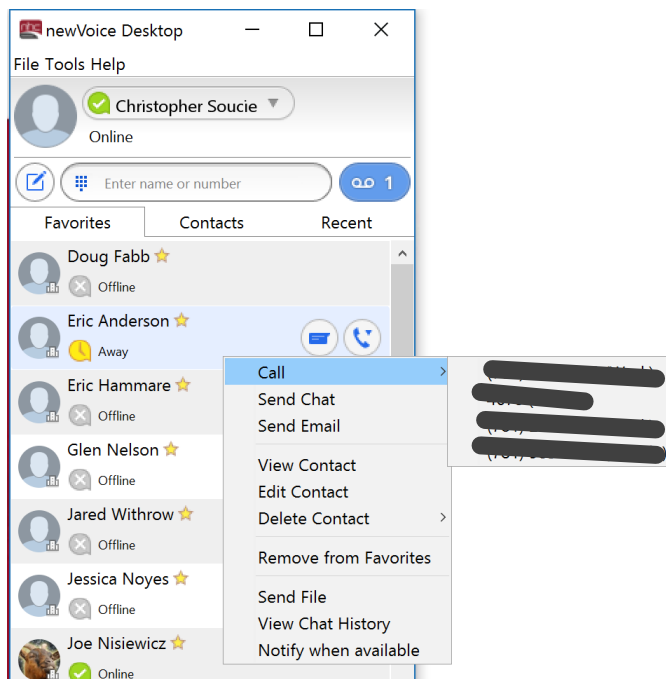 newVoice Desktop
File Tools Help
Christopher Soucie
Online
Enter name or number
1
Favorites Contacts Recent
Doug Fabb
Offline
Eric Anderson
Away
Eric Hammare
Offline
Glen Nelson
Offline
Jared Withrow
Offline
Jessica Noyes
Offline
Joe Nisiewicz
Online
Call
Send Chat
Send Email
View Contact
Edit Contact
Delete Contact
Remove from Favorites
Send File
View Chat History
Notify when available